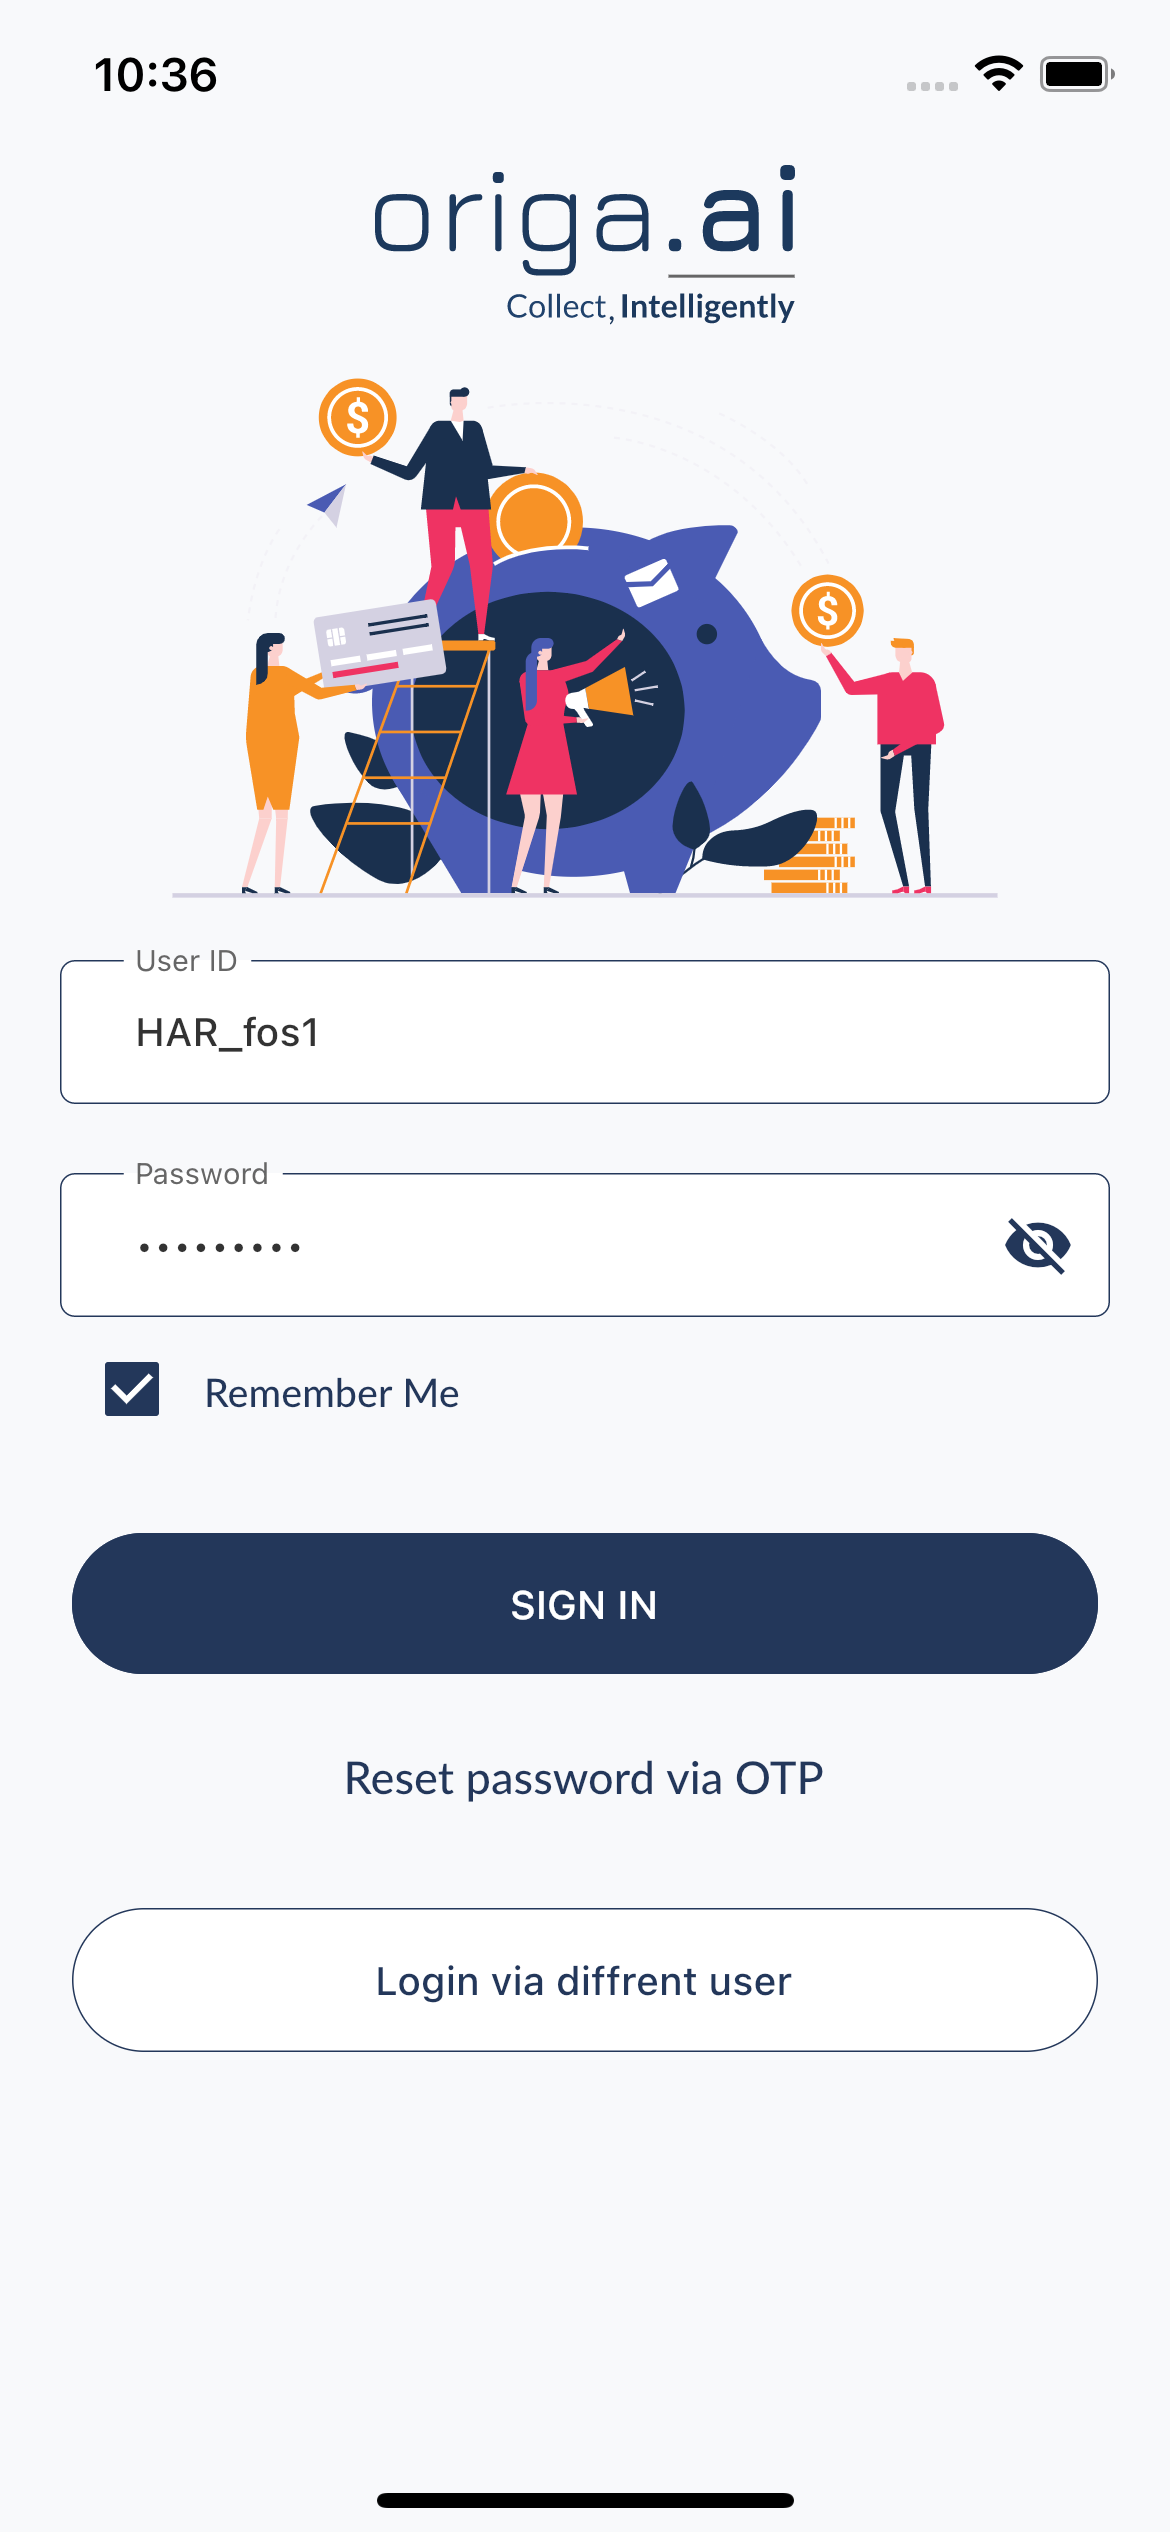 10:36
origa.ai
Collect, Intelligently
$
$
User ID
HAR_fos1
Password
•••••••••
Remember Me
SIGN IN
Reset password via OTP
Login via diffrent user